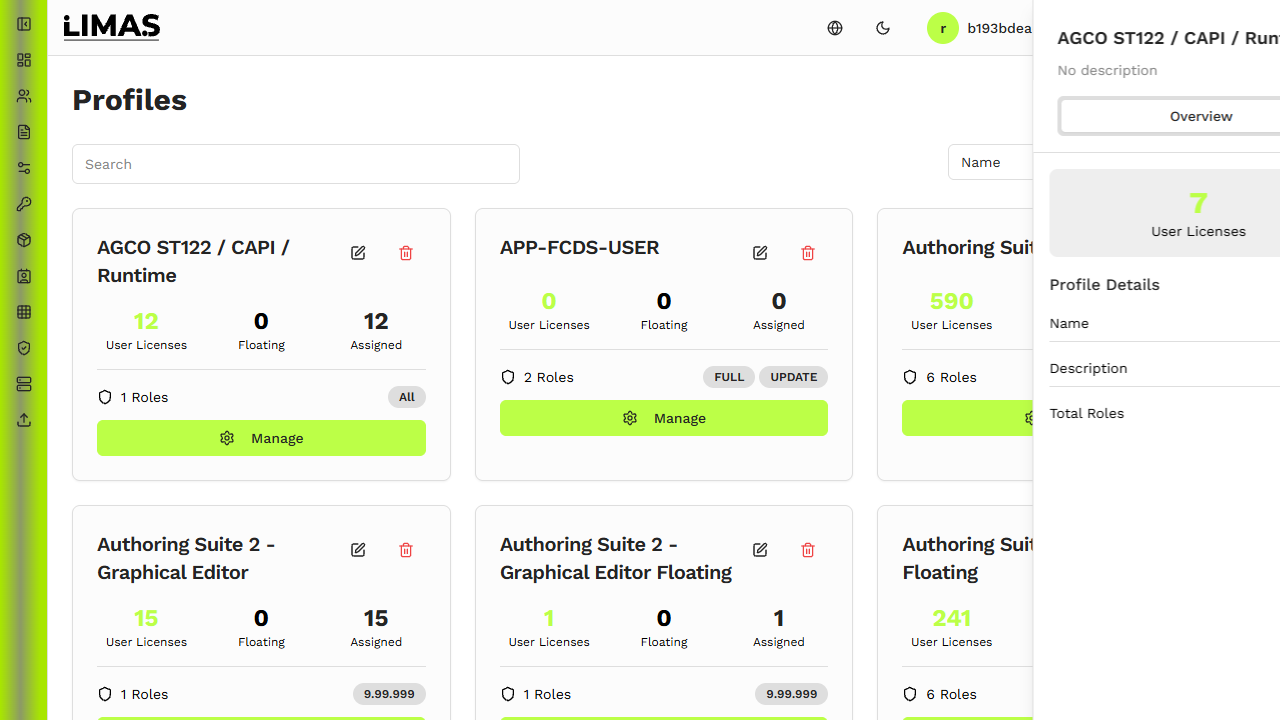 LIMAS
r
b193bdea
Profiles
Search
Name
AGCO ST122 / CAPI /
Runtime
12
User Licenses
0
Floating
12
Assigned
1 Roles
All
Manage
APP-FCDS-USER
0
User Licenses
0
Floating
0
Assigned
2 Roles
FULL
UPDATE
Manage
Authoring
590
User Licenses
6 Roles
Authoring Suite 2 -
Graphical Editor
15
User Licenses
0
Floating
15
Assigned
1 Roles
9.99.999
Authoring Suite 2 -
Graphical Editor Floating
1
User Licenses
0
Floating
1
Assigned
1 Roles
9.99.999
Authoring
Floating
241
User Licenses
6 Roles
AGCO ST122 / CAPI /
No description
Overview
7
User Licenses
Profile Details
Name
Description
Total Roles